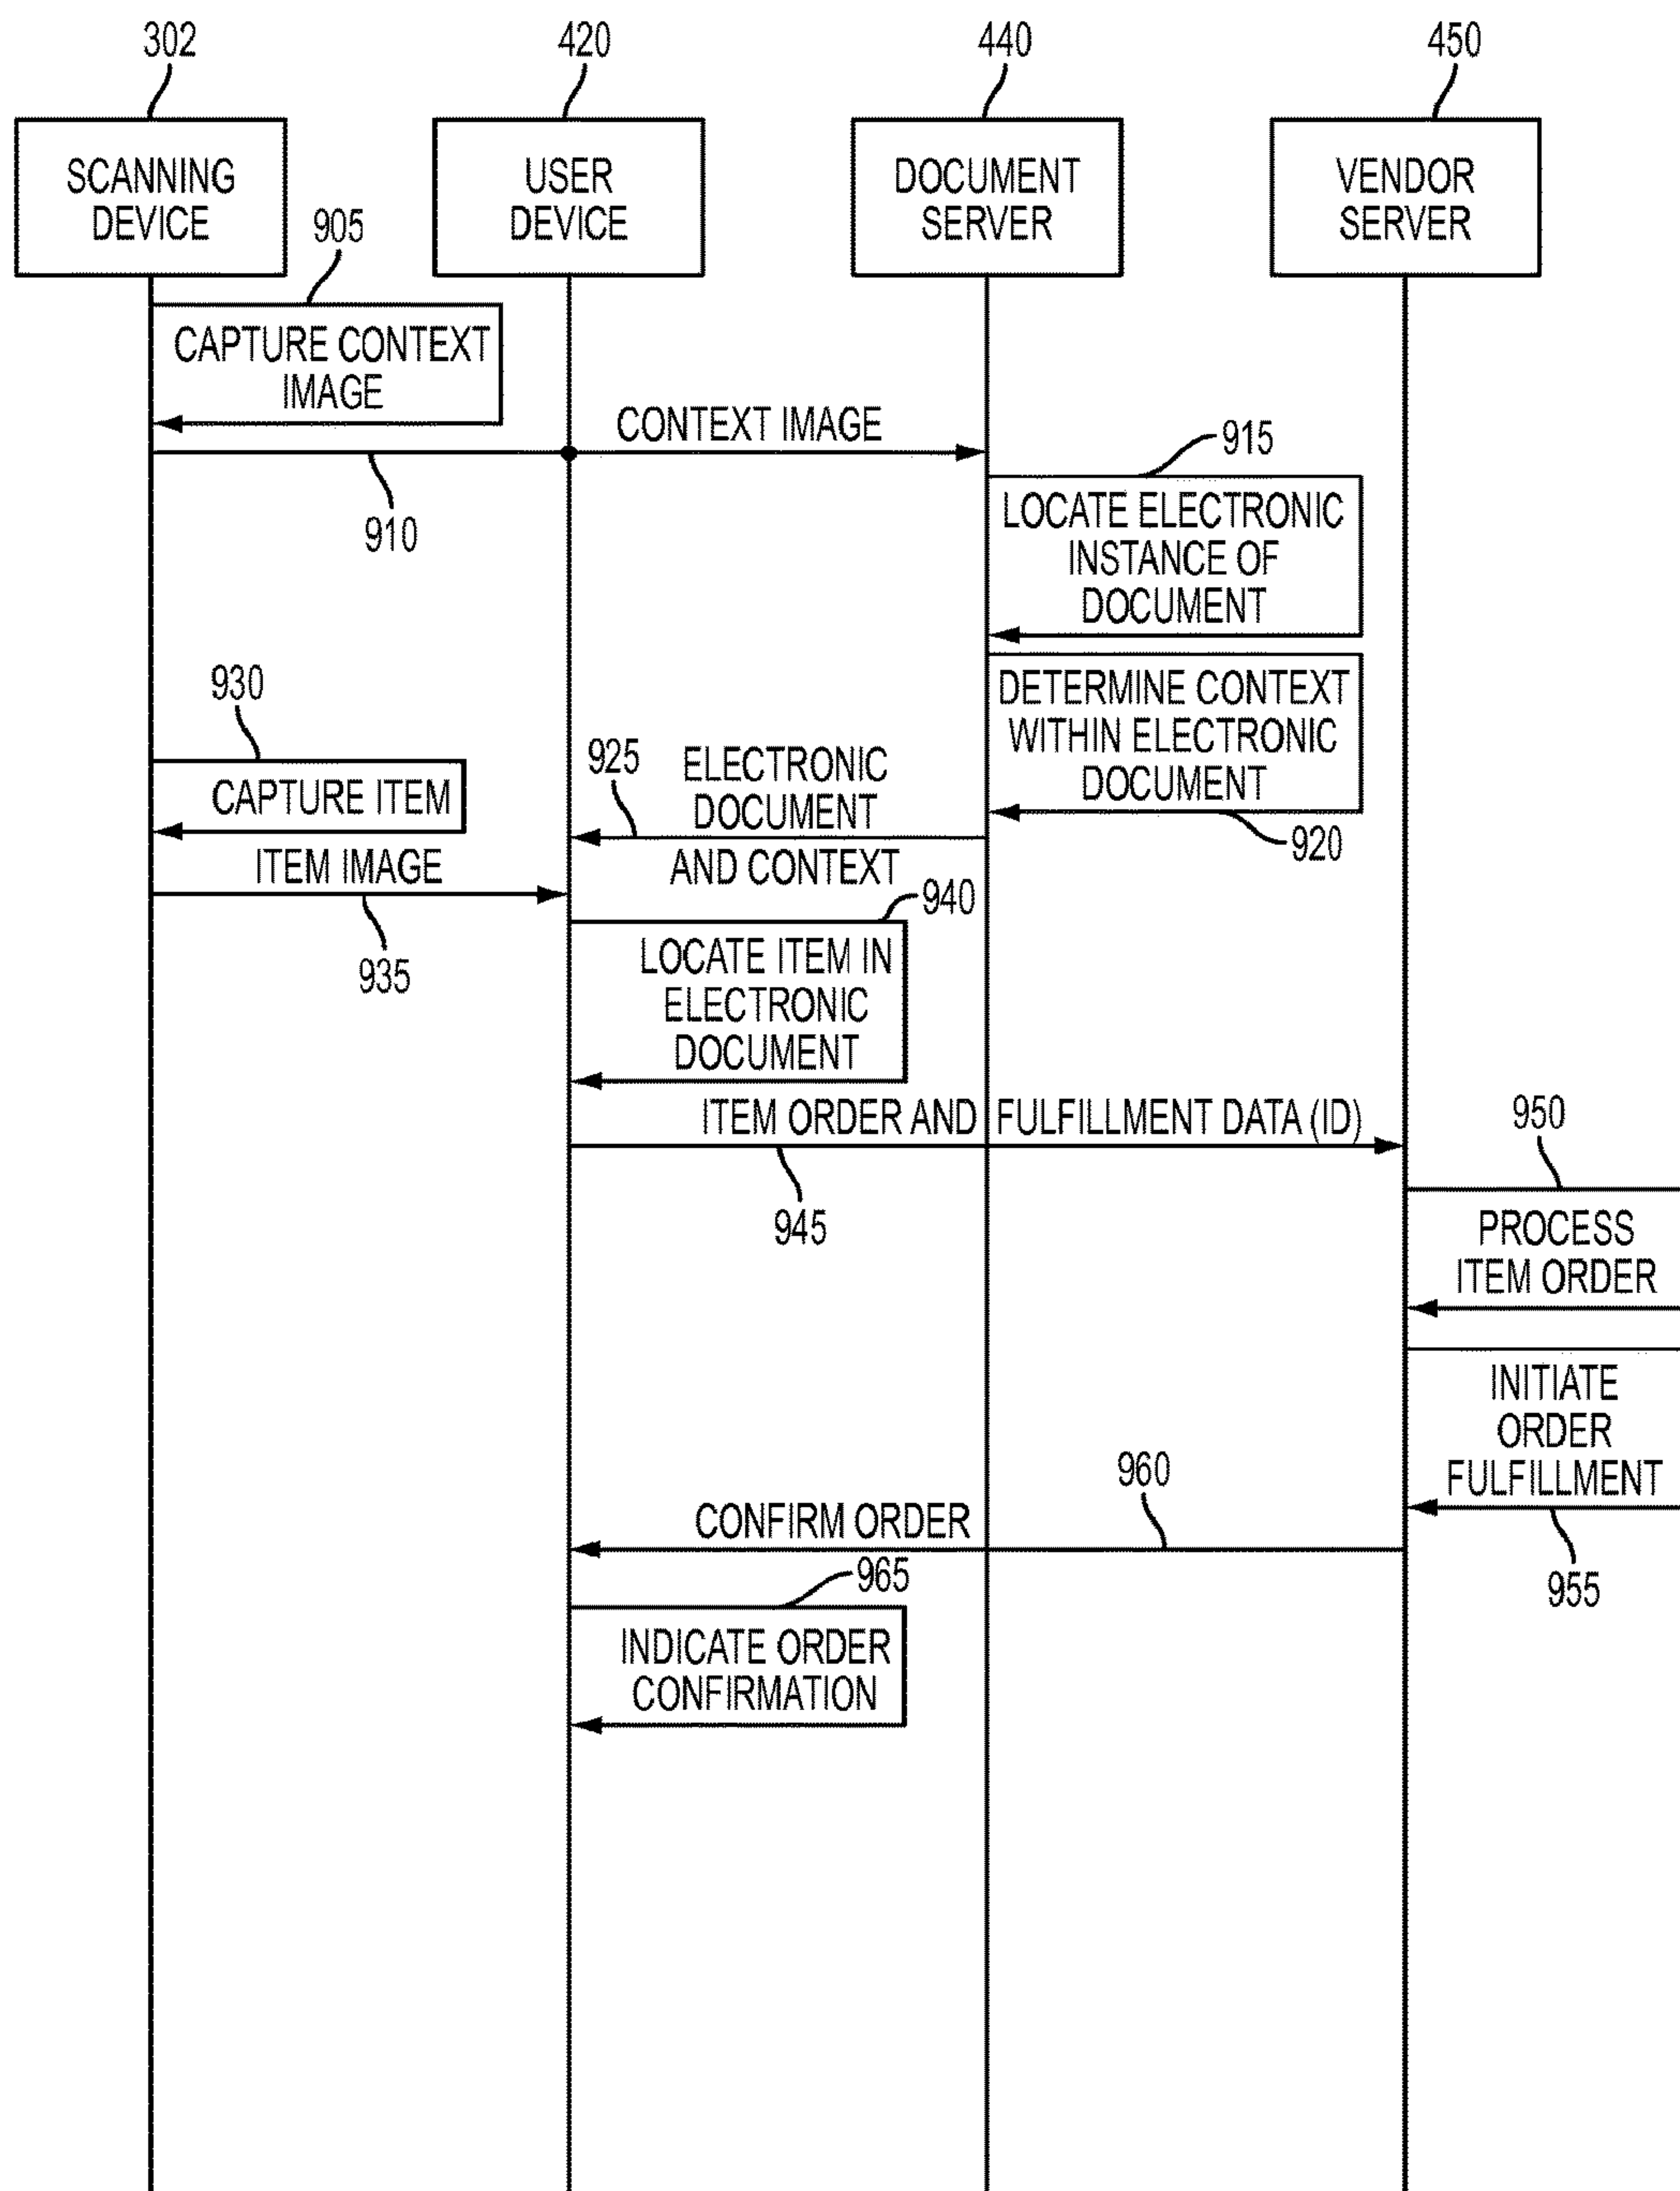 302
420
440
450
SCANNING
DEVICE
USER
DEVICE
DOCUMENT
SERVER
VENDOR
SERVER
905
CAPTURE CONTEXT
IMAGE
CONTEXT IMAGE
910
915
LOCATE ELECTRONIC
INSTANCE OF
DOCUMENT
DETERMINE CONTEXT
WITHIN ELECTRONIC
DOCUMENT
920
930
CAPTURE ITEM
925
ELECTRONIC
DOCUMENT
AND CONTEXT
ITEM IMAGE
935
940
LOCATE ITEM IN
ELECTRONIC
DOCUMENT
ITEM ORDER AND FULFILLMENT DATA (ID)
945
950
PROCESS
ITEM ORDER
INITIATE
ORDER
FULFILLMENT
955
960
CONFIRM ORDER
965
INDICATE ORDER
CONFIRMATION